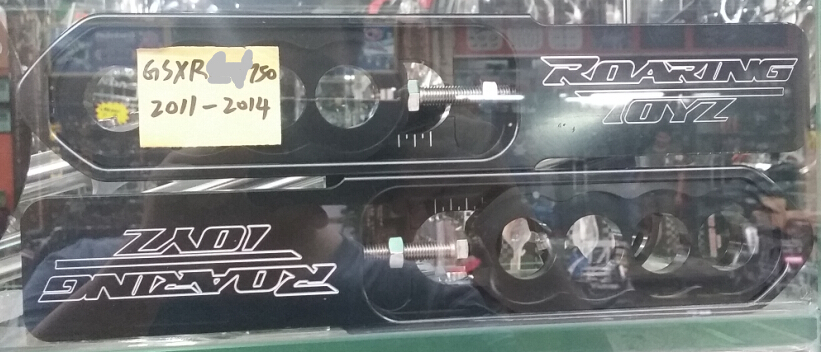 GSXR 750
2011-2014
ROARING
TOYZ
TOYZ
ROARING